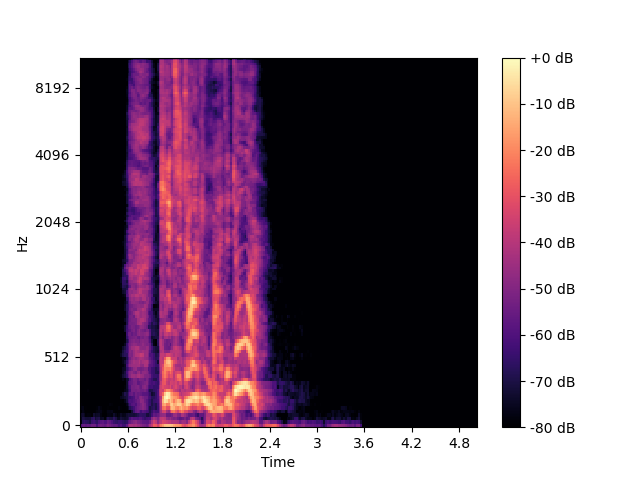 +0 dB
8192
-10 dB
4096
-20 dB
-30 dB
2048
Hz
-40 dB
1024
-50 dB
512
-60 dB
-70 dB
0
-80 dB
0 0.6 1.2 1.8 2.4 3 3.6 4.2 4.8
Time